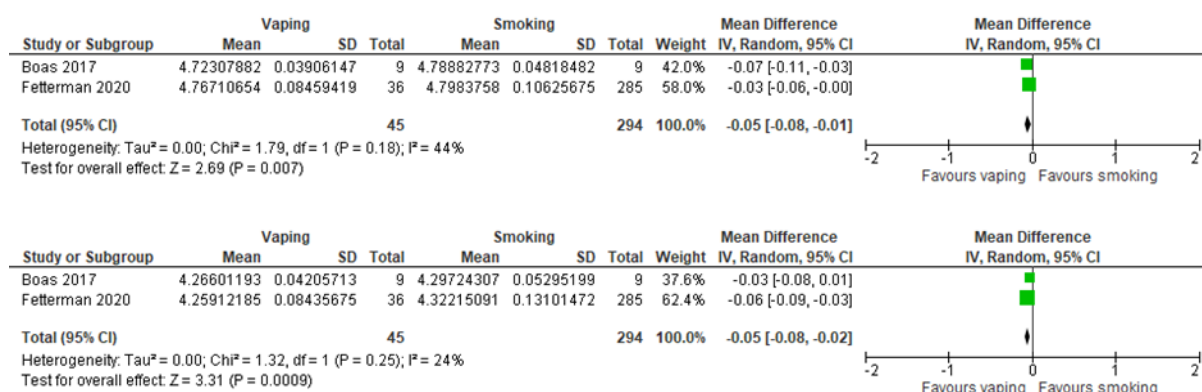 Vaping Smoking Mean Difference Mean Difference
Study or Subgroup Mean SD Total Mean SD Total Weight IV, Random, 95% CI IV, Random, 95% CI
Boas 2017 4.72307882 0.03906147 9 4.78882773 0.04818482 9 42.0% -0.07 [-0.11, -0.03]
Fetterman 2020 4.76710654 0.08459419 36 4.7983758 0.10625675 285 58.0% -0.03 [-0.06, -0.00]
Total (95% CI) 45 294 100.0% -0.05 [-0.08, -0.01]
Heterogeneity: Tau² = 0.00; Chi² = 1.79, df = 1 (P = 0.18); I² = 44%
Test for overall effect: Z = 2.69 (P = 0.007)
-2 -1 0 1 2
Favours vaping Favours smoking
Vaping Smoking Mean Difference Mean Difference
Study or Subgroup Mean SD Total Mean SD Total Weight IV, Random, 95% CI IV, Random, 95% CI
Boas 2017 4.26601193 0.04205713 9 4.29724307 0.05295199 9 37.6% -0.03 [-0.08, 0.01]
Fetterman 2020 4.25912185 0.08435675 36 4.32215091 0.13101472 285 62.4% -0.06 [-0.09, -0.03]
Total (95% CI) 45 294 100.0% -0.05 [-0.08, -0.02]
Heterogeneity: Tau² = 0.00; Chi² = 1.32, df = 1 (P = 0.25); I² = 24%
Test for overall effect: Z = 3.31 (P = 0.0009)
-2 -1 0 1 2
Favours vaping Favours smoking